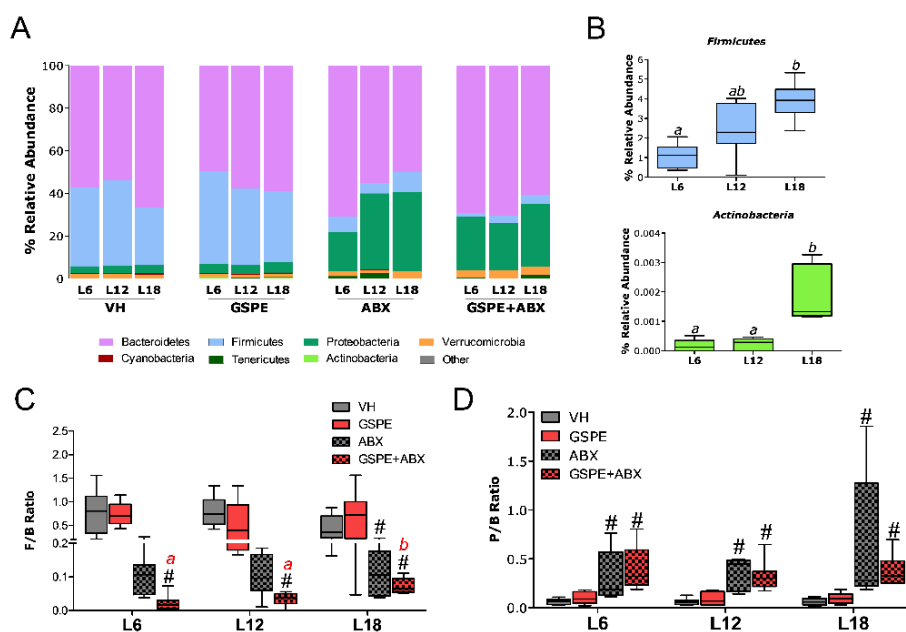 A
% Relative Abundance
100
80
60
40
20
0
L6 L12 L18 L6 L12 L18 L6 L12 L18 L6 L12 L18
VH GSPE ABX GSPE+ABX
Bacteroidetes Firmicutes Proteobacteria Verrucomicrobia
Cyanobacteria Tenericutes Actinobacteria Other
B
Firmicutes
% Relative Abundance
6
5
4
3
2
1
0
a ab b
L6 L12 L18
Actinobacteria
% Relative Abundance
0.004
0.003
0.002
0.001
0.000
a a b
L6 L12 L18
C
VH
GSPE
ABX
GSPE+ABX
F/B Ratio
2.5
2.0
1.5
1.0
0.5
0.2
0.1
0.0
a # a # # b #
L6 L12 L18
D
VH
GSPE
ABX
GSPE+ABX
P/B Ratio
2.0
1.5
1.0
0.5
0.0
# # # # # #
L6 L12 L18